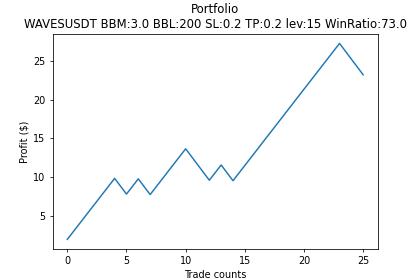 Portfolio
WAVESUSDT BBM:3.0 BBL:200 SL:0.2 TP:0.2 lev:15 WinRatio:73.0
25
20
15
10
5
Profit ($)
0 5 10 15 20 25
Trade counts